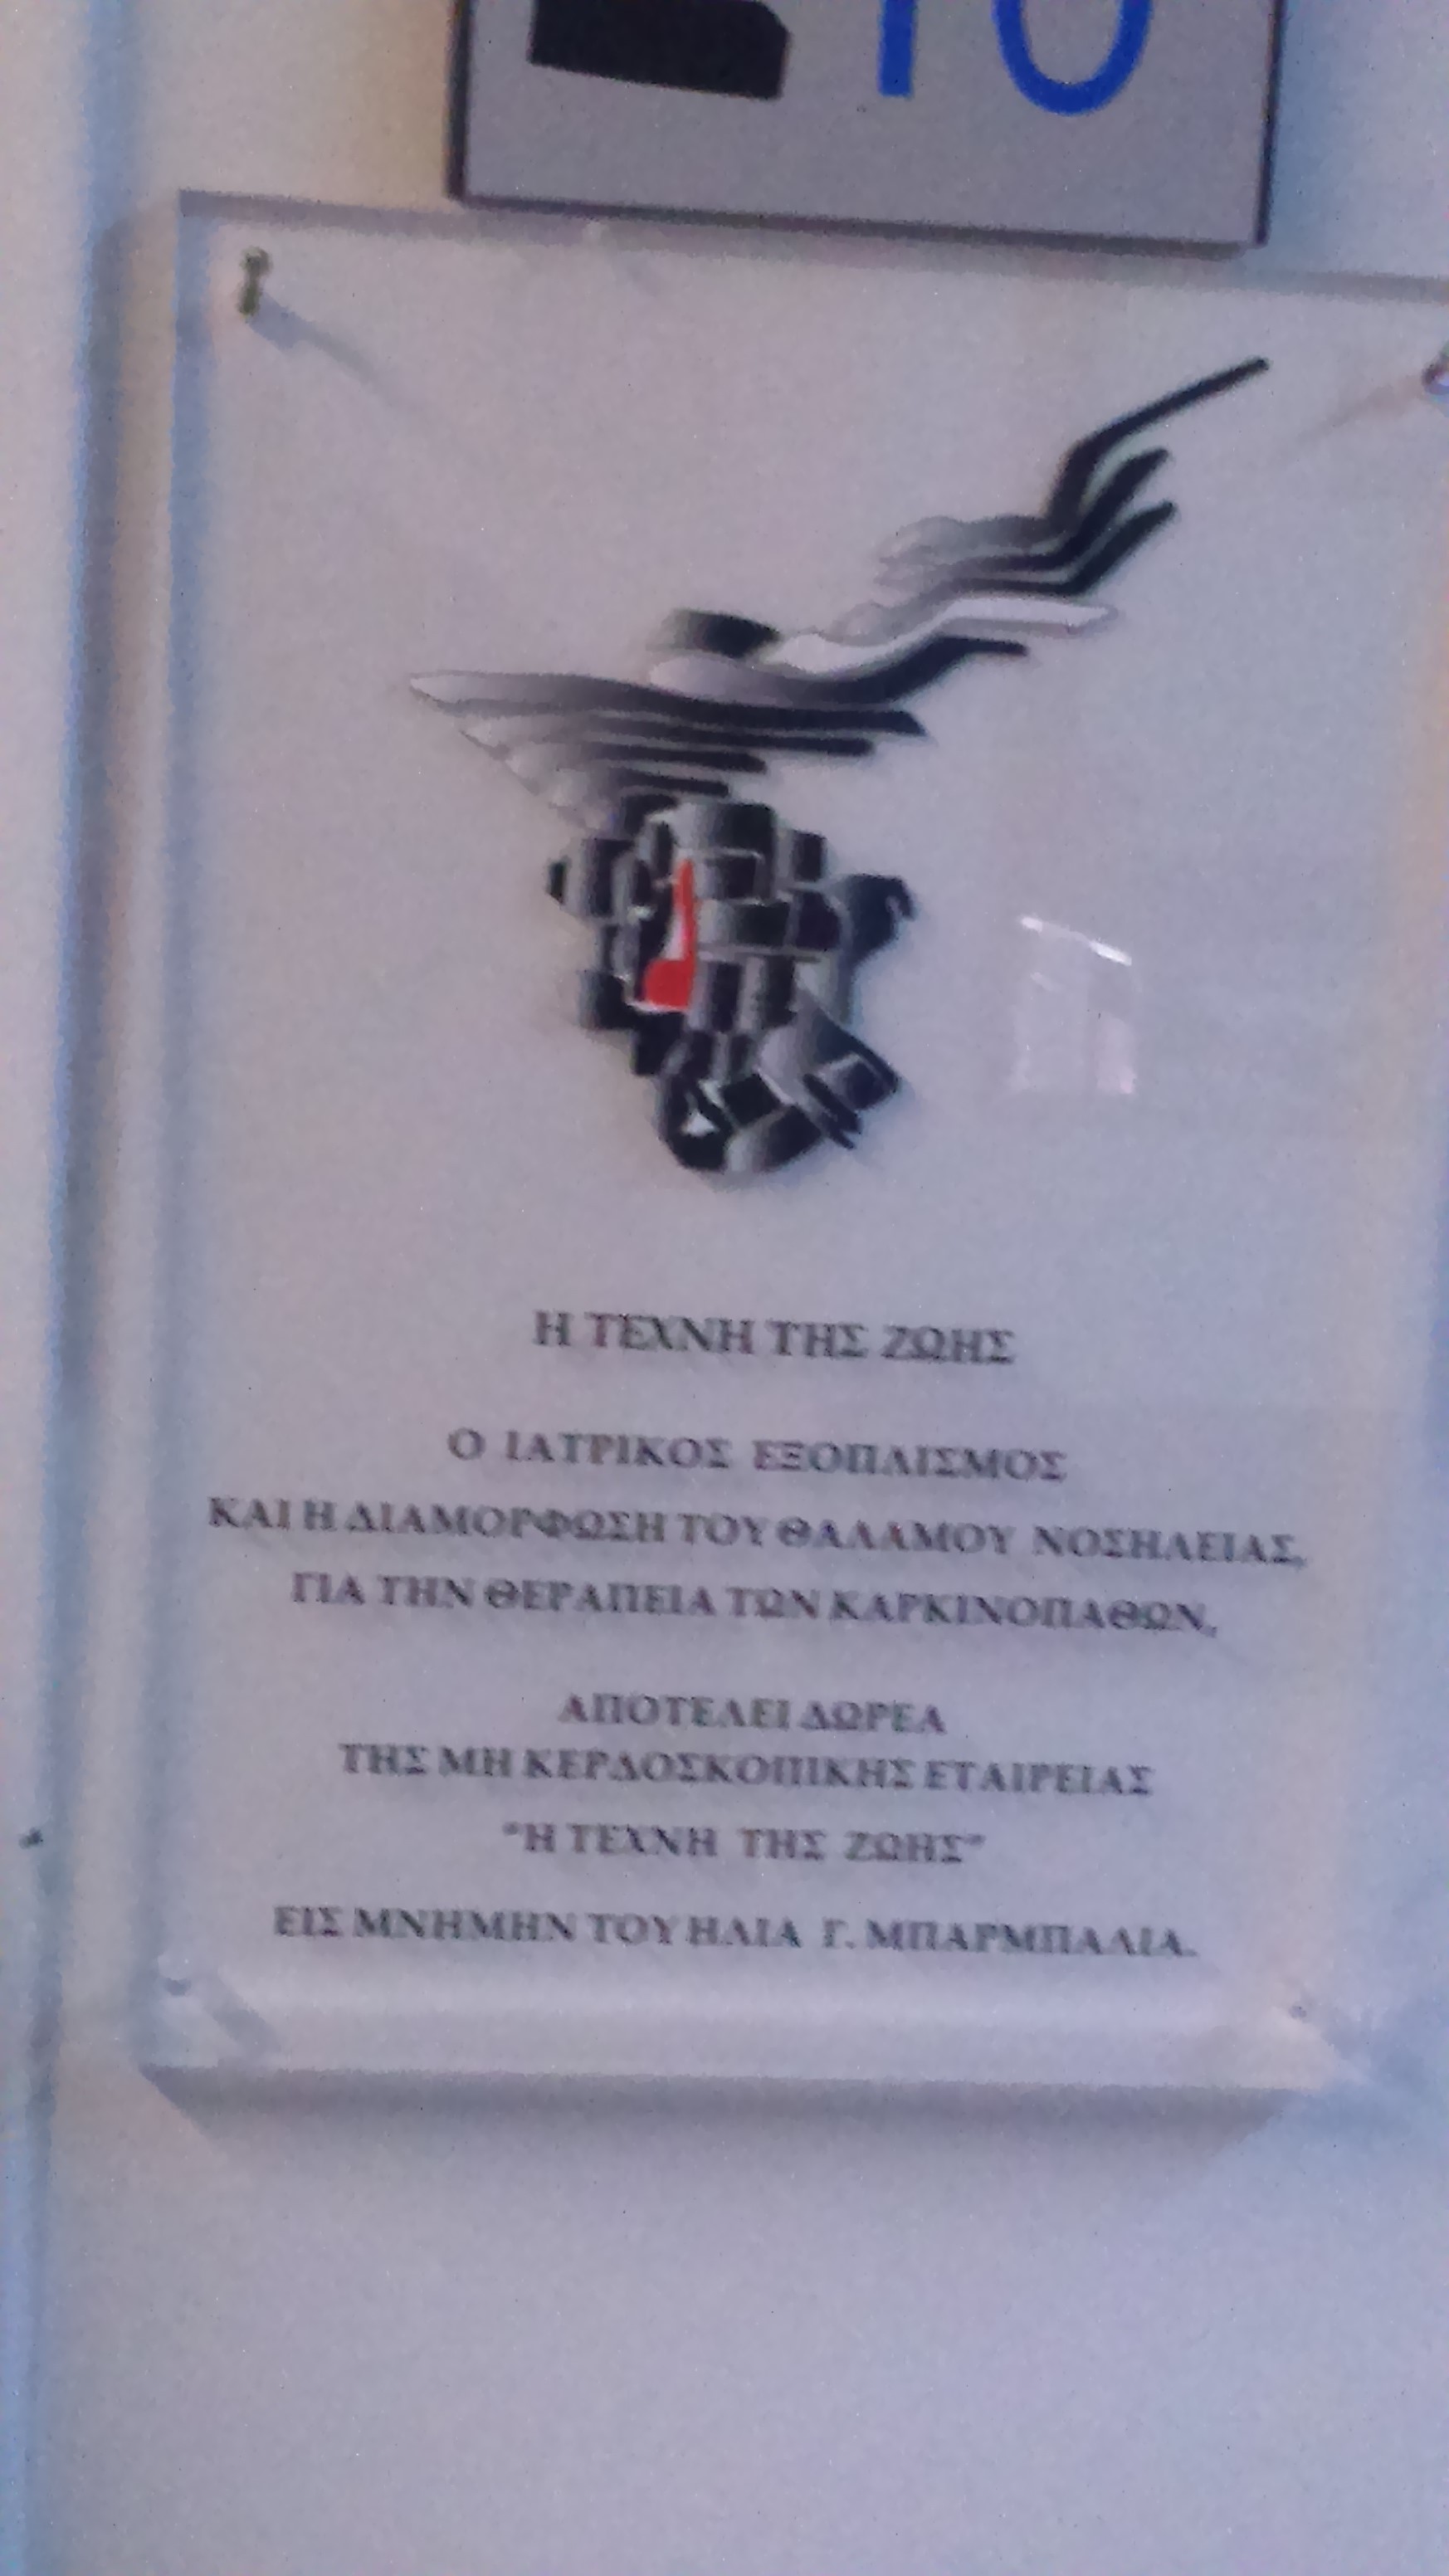 10
Η ΤΕΧΝΗ ΤΗΣ ΖΩΗΣ
Ο ΙΑΤΡΙΚΟΣ ΕΞΟΠΛΙΣΜΟΣ
ΚΑΙ Η ΔΙΑΜΟΡΦΩΣΗ ΤΟΥ ΘΑΛΑΜΟΥ ΝΟΣΗΛΕΙΑΣ,
ΓΙΑ ΤΗΝ ΘΕΡΑΠΕΙΑ ΤΩΝ ΚΑΡΚΙΝΟΠΑΘΩΝ,
ΑΠΟΤΕΛΕΙ ΔΩΡΕΑ
ΤΗΣ ΜΗ ΚΕΡΔΟΣΚΟΠΙΚΗΣ ΕΤΑΙΡΕΙΑΣ
"Η ΤΕΧΝΗ ΤΗΣ ΖΩΗΣ"
ΕΙΣ ΜΝΗΜΗΝ ΤΟΥ ΗΛΙΑ Γ. ΜΠΑΡΜΠΑΛΙΑ.